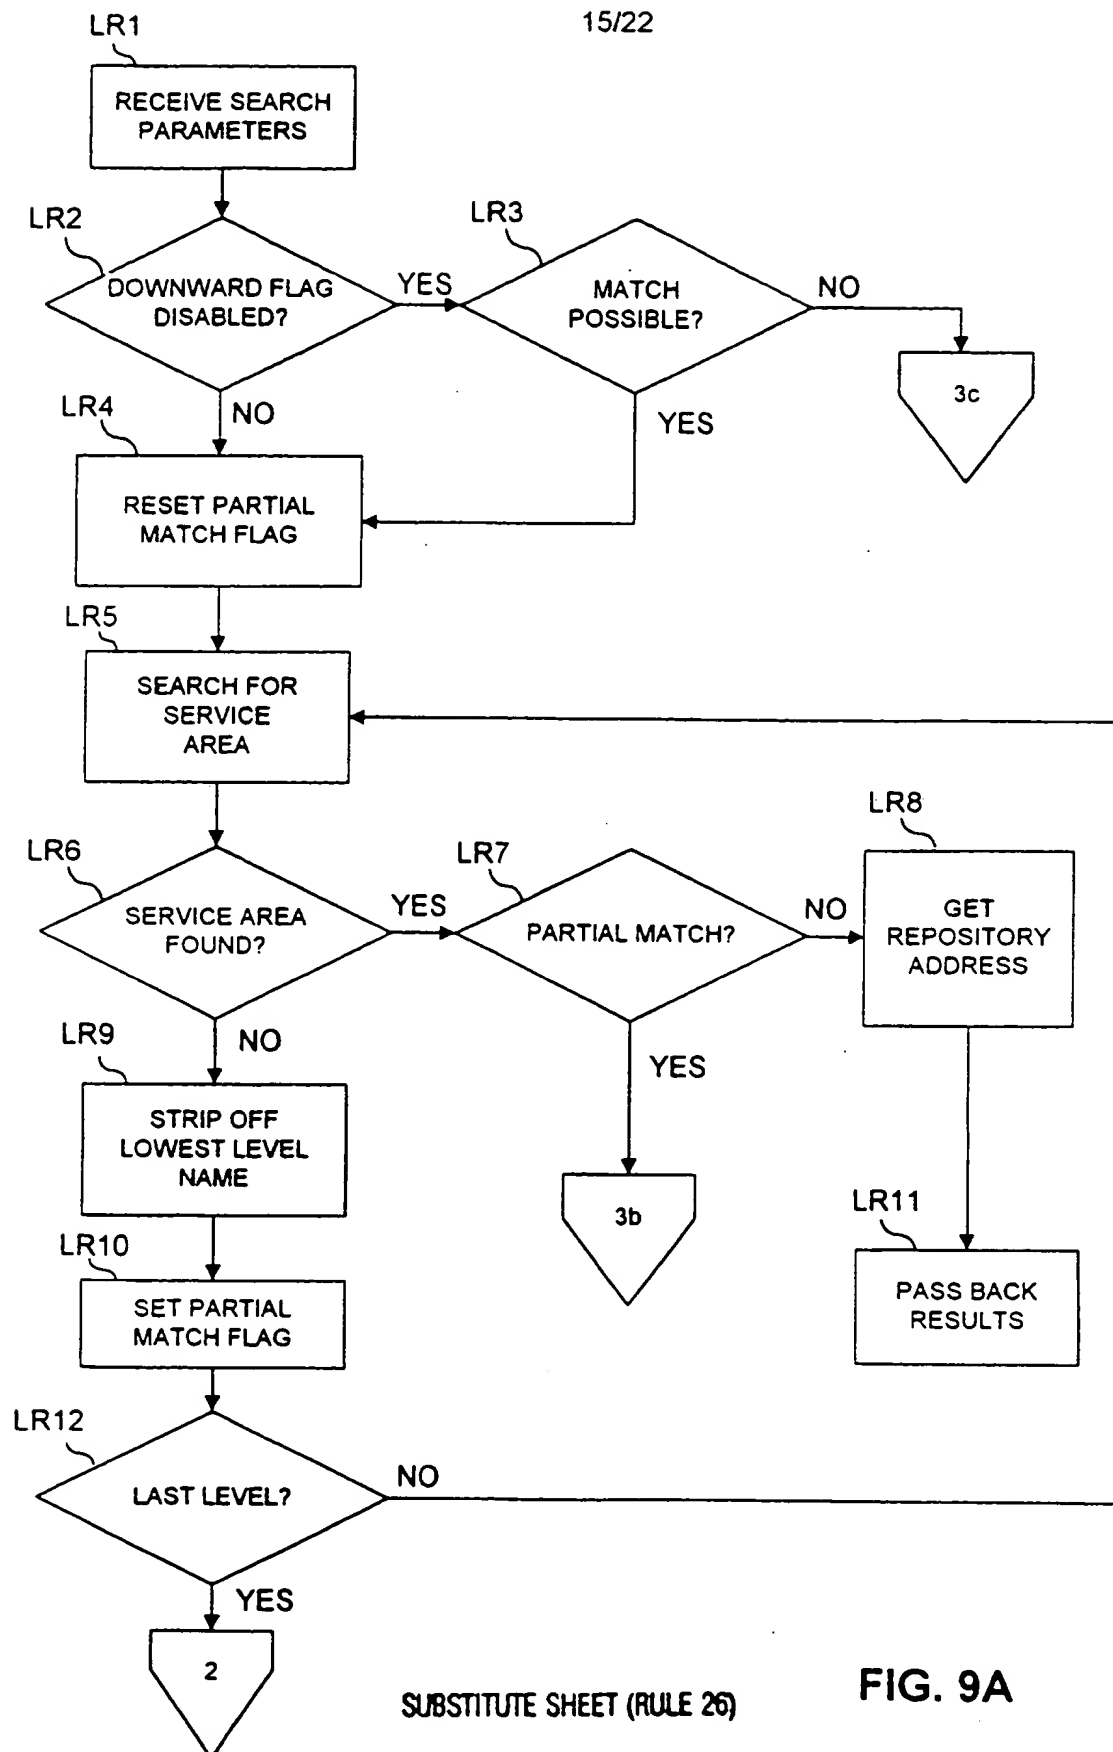 15/22
LR1
RECEIVE SEARCH
PARAMETERS
LR2
DOWNWARD FLAG
DISABLED?
YES
LR3
MATCH
POSSIBLE?
NO
3c
NO
YES
LR4
RESET PARTIAL
MATCH FLAG
LR5
SEARCH FOR
SERVICE
AREA
LR6
SERVICE AREA
FOUND?
YES
LR7
PARTIAL MATCH?
NO
LR8
GET
REPOSITORY
ADDRESS
NO
YES
LR9
STRIP OFF
LOWEST LEVEL
NAME
3b
LR11
PASS BACK
RESULTS
LR10
SET PARTIAL
MATCH FLAG
LR12
LAST LEVEL?
NO
YES
2
SUBSTITUTE SHEET (RULE 26)
FIG. 9A